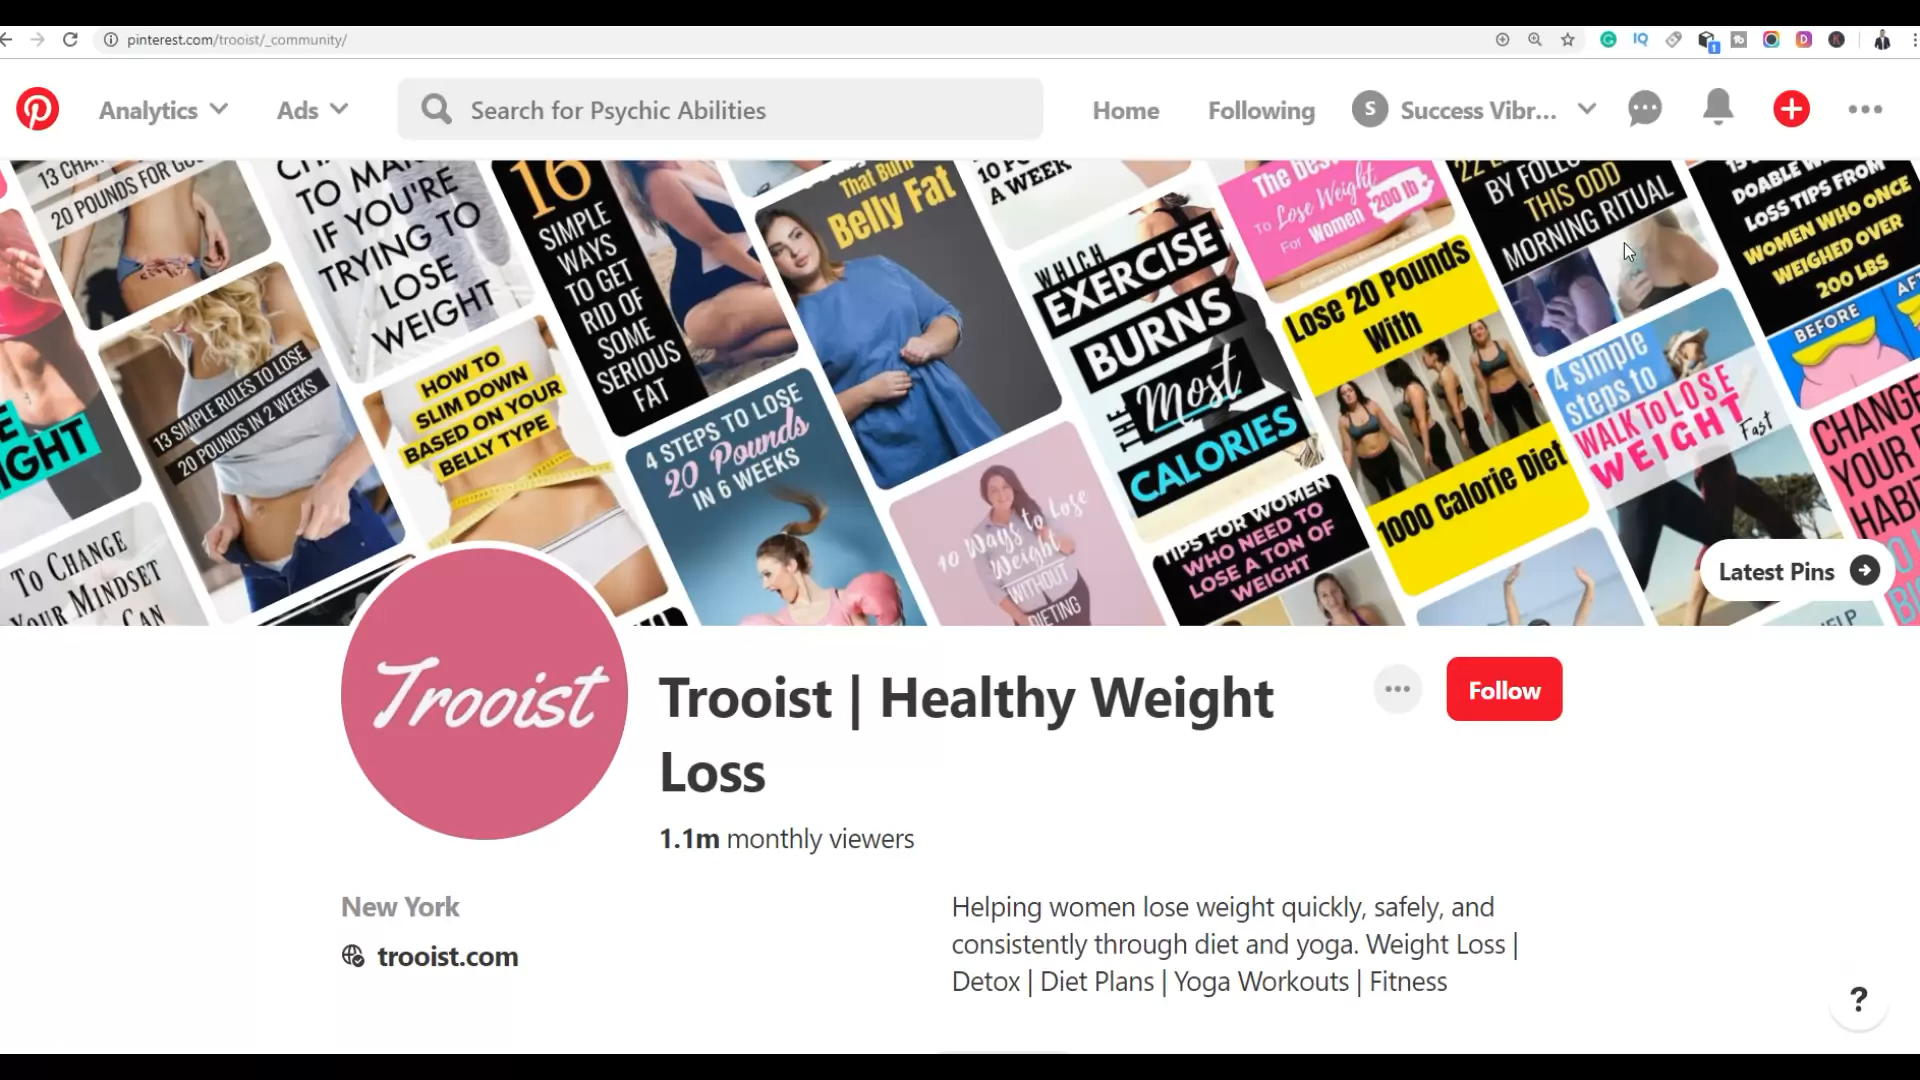 pinterest.com/trooist/_community/
IQ
D
1
Analytics
Ads
Search for Psychic Abilities
Home
Following
S
Success Vibr...
20 POUNDS FOR
TO
IF YOU'RE
TRYING TO
LOSE
WEIGHT
16
SIMPLE
WAYS
TO GET
RID OF
SOME
SERIOUS
FAT
That Burn
Belly Fat
A WEEK
WHICH
EXERCISE
BURNS
THE Most
CALORIES
The Best
To Lose Weight
For Women 200 lb
Lose 20 Pounds
With
1000 Calorie Diet
THIS ODD
MORNING RITUAL
DOABLE
LOSS TIPS FROM
WOMEN WHO ONCE
WEIGHED OVER
200 LBS
BEFORE
13 SIMPLE RULES TO LOSE
20 POUNDS IN 2 WEEKS
HOW TO
SLIM DOWN
BASED ON YOUR
BELLY TYPE
4 STEPS TO LOSE
20 Pounds
IN 6 WEEKS
10 Ways to Lose
Weight
WITHOUT
DIETING
TIPS FOR WOMEN
WHO NEED TO
LOSE A TON OF
WEIGHT
4 simple
steps to
WALK TO LOSE
WEIGHT Fast
CHANGE
YOUR
TO CHANGE
YOUR MINDSET
CAN
Latest Pins
Trooist
Trooist | Healthy Weight
Loss
Follow
1.1m monthly viewers
New York
trooist.com
Helping women lose weight quickly, safely, and
consistently through diet and yoga. Weight Loss |
Detox | Diet Plans | Yoga Workouts | Fitness
?